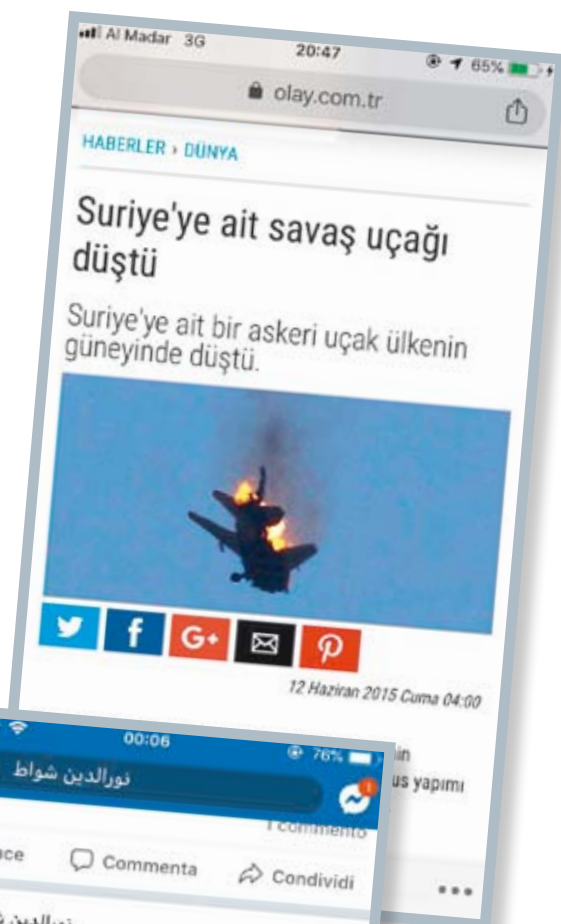 Al Madar 3G 20:47 65%
olay.com.tr
HABERLER › DÜNYA
Suriye'ye ait savaş uçağı
düştü
Suriye'ye ait bir askeri uçak ülkenin
güneyinde düştü.
f G+
12 Haziran 2015 Cuma 04:00
in
us yapımı
00:06 76%
نورالدين شواط
1
1 commento
Commenta Condividi